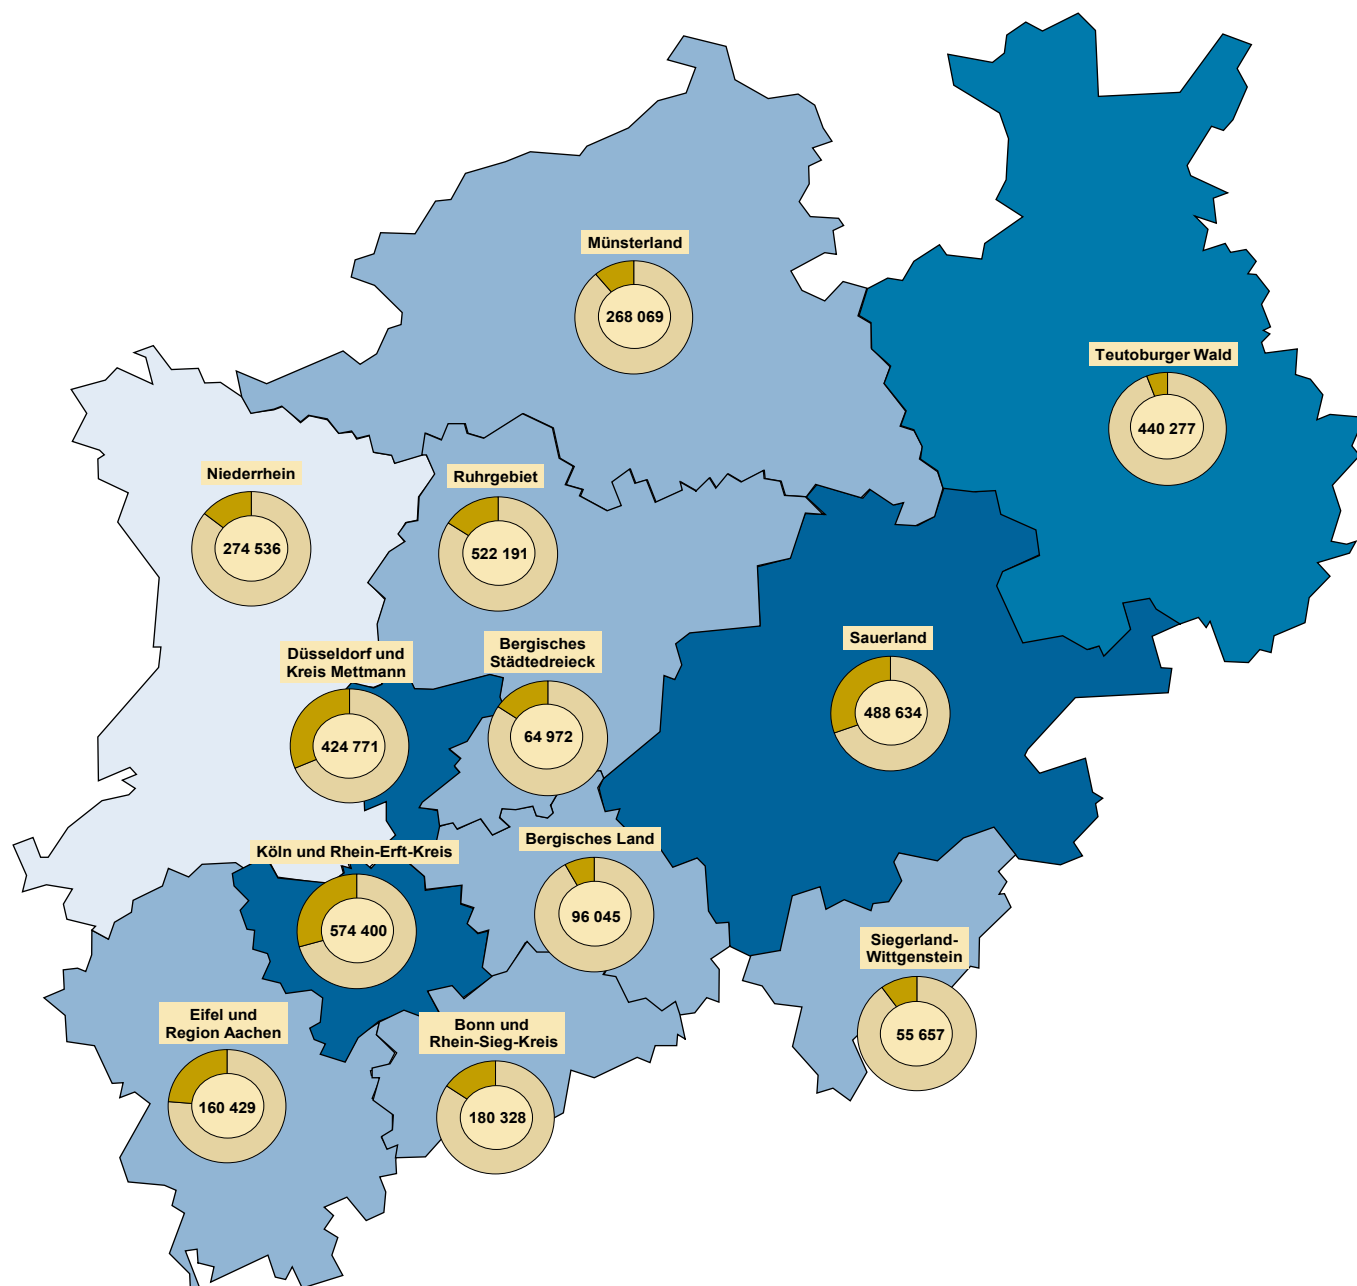 Münsterland
268 069
Teutoburger Wald
440 277
Niederrhein
274 536
Ruhrgebiet
522 191
Düsseldorf und
Kreis Mettmann
424 771
Bergisches
Städtedreieck
64 972
Sauerland
488 634
Köln und Rhein-Erft-Kreis
574 400
Bergisches Land
96 045
Siegerland-
Wittgenstein
55 657
Eifel und
Region Aachen
160 429
Bonn und
Rhein-Sieg-Kreis
180 328